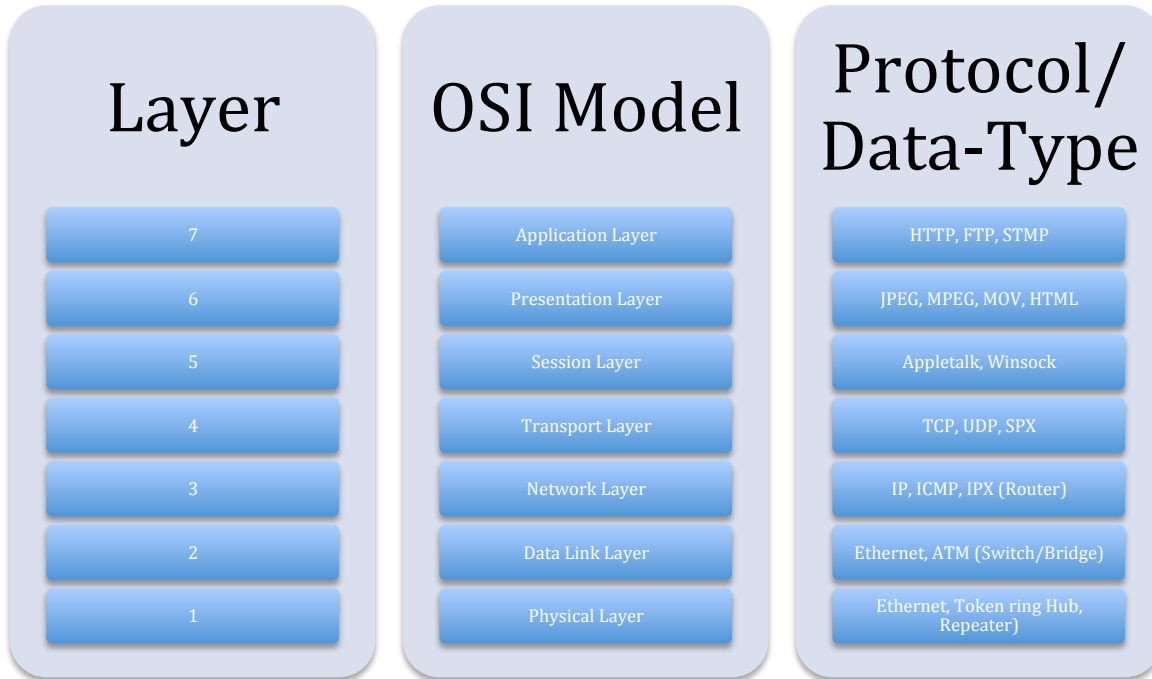 Layer
7
6
5
4
3
2
1
OSI Model
Application Layer
Presentation Layer
Session Layer
Transport Layer
Network Layer
Data Link Layer
Physical Layer
Protocol/
Data-Type
HTTP, FTP, STMP
JPEG, MPEG, MOV, HTML
Appletalk, Winsock
TCP, UDP, SPX
IP, ICMP, IPX (Router)
Ethernet, ATM (Switch/Bridge)
Ethernet, Token ring Hub,
Repeater)